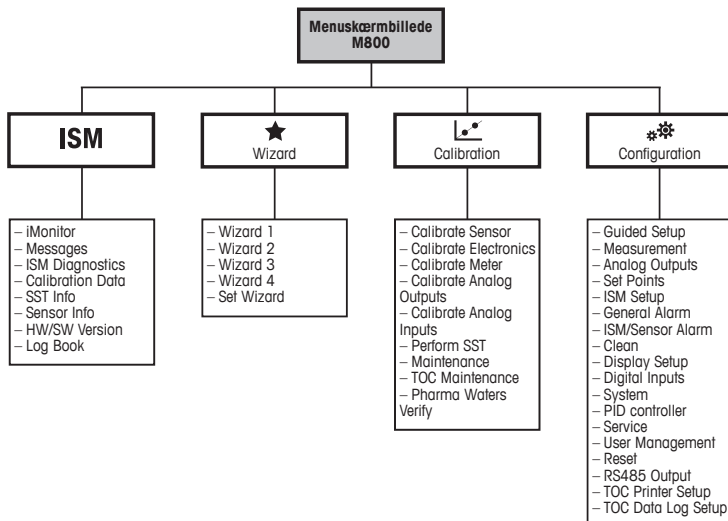 Menuskærmbillede
M800
ISM
Wizard
Calibration
Configuration
– iMonitor
– Messages
– ISM Diagnostics
– Calibration Data
– SST Info
– Sensor Info
– HW/SW Version
– Log Book
– Wizard 1
– Wizard 2
– Wizard 3
– Wizard 4
– Set Wizard
– Calibrate Sensor
– Calibrate Electronics
– Calibrate Meter
– Calibrate Analog
Outputs
– Calibrate Analog
Inputs
– Perform SST
– Maintenance
– TOC Maintenance
– Pharma Waters
Verify
– Guided Setup
– Measurement
– Analog Outputs
– Set Points
– ISM Setup
– General Alarm
– ISM/Sensor Alarm
– Clean
– Display Setup
– Digital Inputs
– System
– PID controller
– Service
– User Management
– Reset
– RS485 Output
– TOC Printer Setup
– TOC Data Log Setup